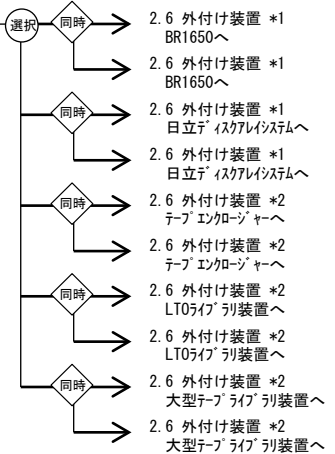 選択
同時
2.6 外付け装置 *1
BR1650へ
2.6 外付け装置 *1
BR1650へ
同時
2.6 外付け装置 *1
日立ﾃﾞｨｽｸｱﾚｲｼｽﾃﾑへ
2.6 外付け装置 *1
日立ﾃﾞｨｽｸｱﾚｲｼｽﾃﾑへ
同時
2.6 外付け装置 *2
ﾃｰﾌﾟｴﾝｸﾛｰｼﾞｬｰへ
2.6 外付け装置 *2
ﾃｰﾌﾟｴﾝｸﾛｰｼﾞｬｰへ
同時
2.6 外付け装置 *2
LTOﾗｲﾌﾞﾗﾘ装置へ
2.6 外付け装置 *2
LTOﾗｲﾌﾞﾗﾘ装置へ
同時
2.6 外付け装置 *2
大型ﾃｰﾌﾟﾗｲﾌﾞﾗﾘ装置へ
2.6 外付け装置 *2
大型ﾃｰﾌﾟﾗｲﾌﾞﾗﾘ装置へ